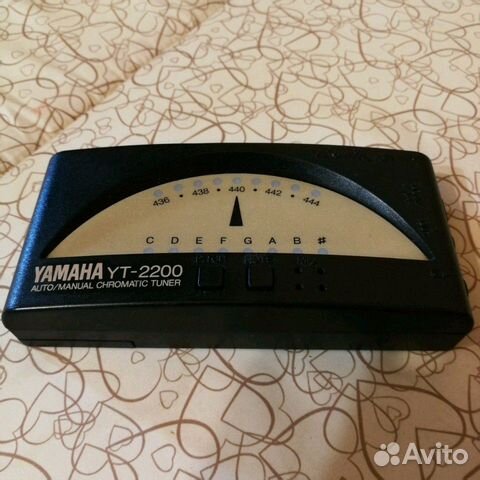 436 · 438 · 440 · 442 · 444
C D E F G A B #
YAMAHA YT-2200
AUTO/MANUAL CHROMATIC TUNER
Avito